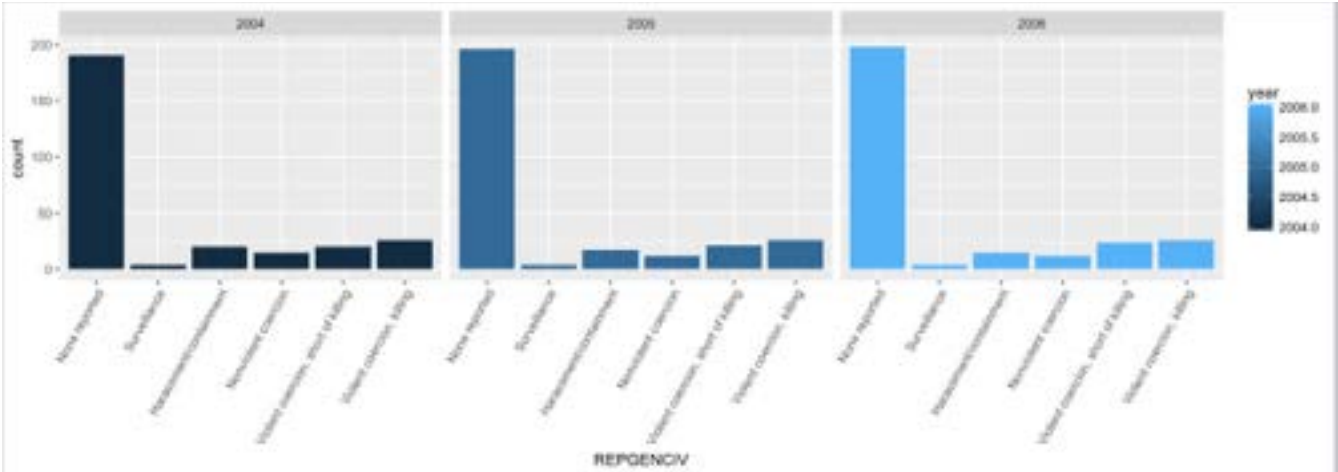 2004 2005 2006
200
150
100
50
0
count
None reported
Surveillance
Harassment/containment
Nonviolent coercion
Violent coercion, short of killing
Violent coercion, killing
None reported
Surveillance
Harassment/containment
Nonviolent coercion
Violent coercion, short of killing
Violent coercion, killing
None reported
Surveillance
Harassment/containment
Nonviolent coercion
Violent coercion, short of killing
Violent coercion, killing
REPGENCIV
year
2006.0
2005.5
2005.0
2004.5
2004.0